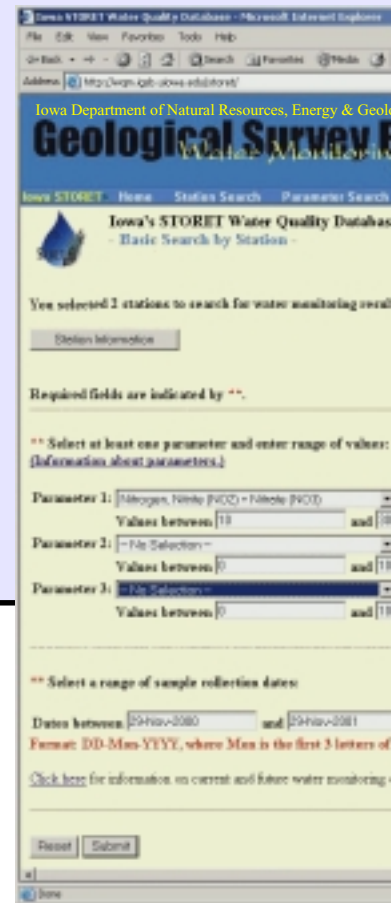 Iowa STORET Water Quality Database - Microsoft Internet Explorer
File Edit View Favorites Tools Help
Back Search Favorites Media
Address
Iowa Department of Natural Resources, Energy & Geolo
Geological Survey
Water Monitorin
Iowa STORET: Home Station Search Parameter Search
Iowa's STORET Water Quality Databas
- Basic Search by Station -
You selected 2 stations to search for water monitoring resul
Station Information
Required fields are indicated by **.
** Select at least one parameter and enter range of values:
(Information about parameters.)
Parameter 1: Nitrogen, Nitrite (NO2) + Nitrate (NO3)
Values between 10 and
Parameter 2: -- No Selection --
Values between 0 and
Parameter 3: -- No Selection --
Values between 0 and
** Select a range of sample collection dates:
Dates between 29-Nov-2000 and 29-Nov-2001
Format: DD-Mon-YYYY, where Mon is the first 3 letters of
Click here for information on current and future water monitoring
Reset Submit
Done